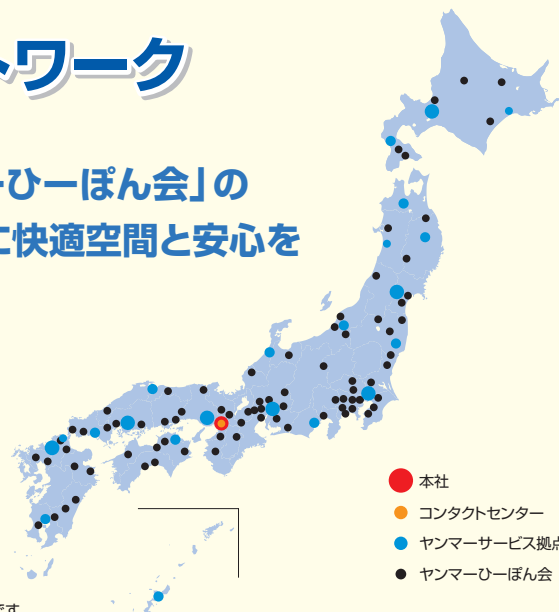 トワーク
ーひーぽん会」の
に快適空間と安心を
本社
コンタクトセンター
ヤンマーサービス拠点
ヤンマーひーぽん会
です